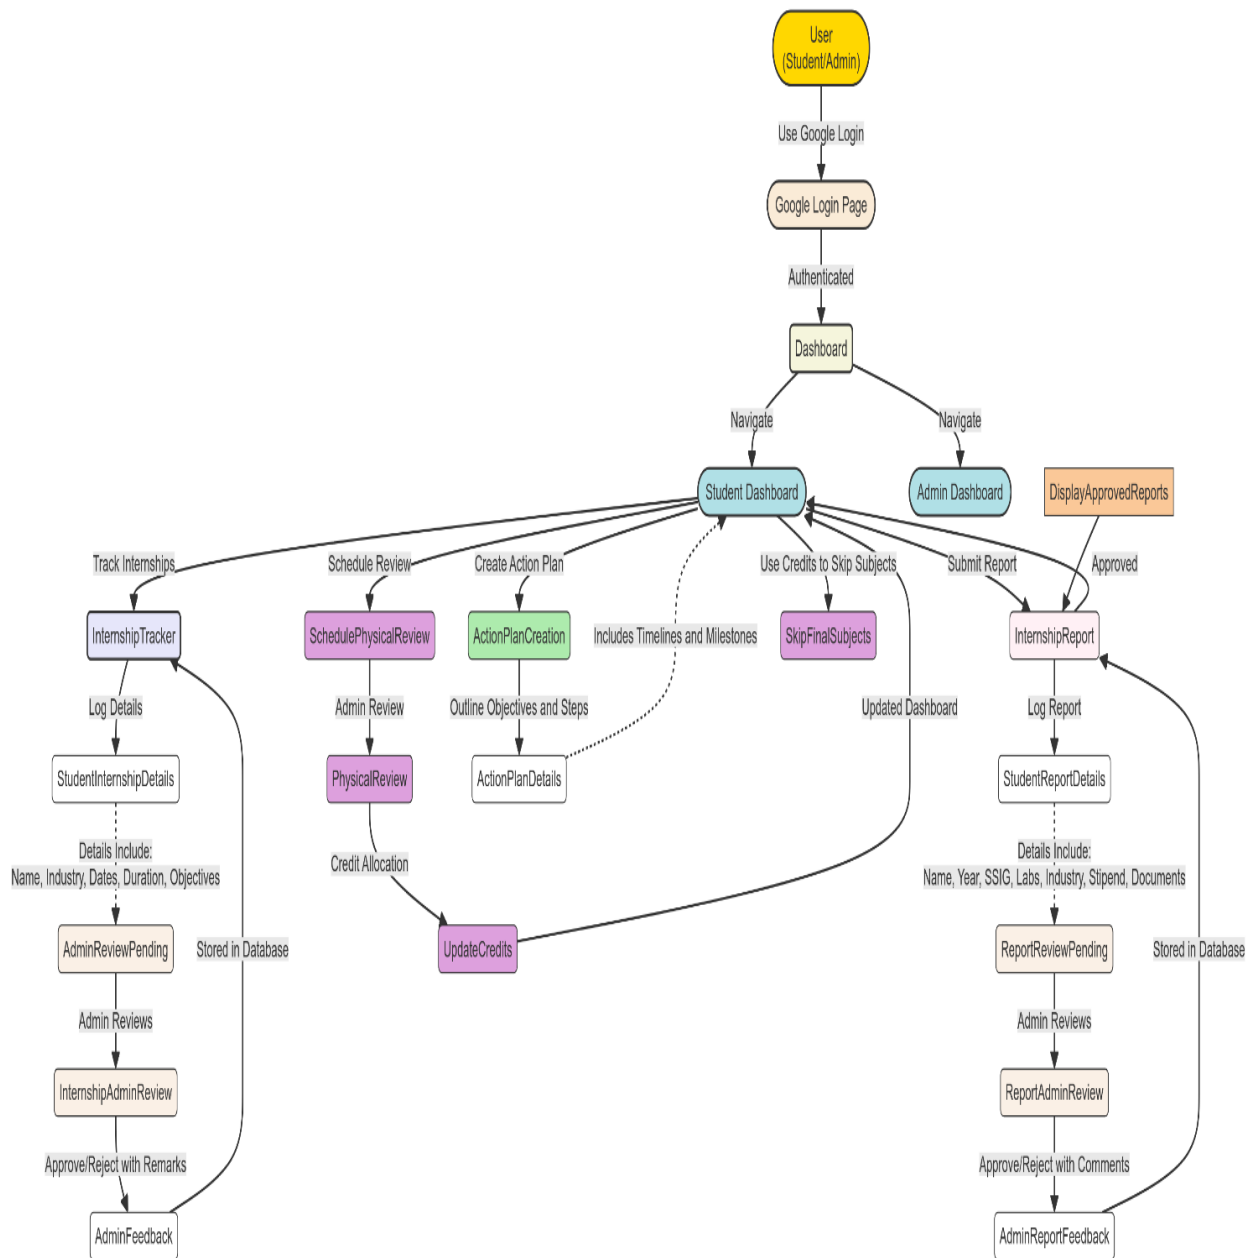 User
(Student/Admin)
Use Google Login
Google Login Page
Authenticated
Dashboard
Navigate
Navigate
Student Dashboard
Admin Dashboard
DisplayApprovedReports
Track Internships
Schedule Review
Create Action Plan
Use Credits to Skip Subjects
Submit Report
Approved
InternshipTracker
SchedulePhysicalReview
ActionPlanCreation
Includes Timelines and Milestones
SkipFinalSubjects
InternshipReport
Log Details
Admin Review
Outline Objectives and Steps
Updated Dashboard
Log Report
StudentInternshipDetails
PhysicalReview
ActionPlanDetails
StudentReportDetails
Details Include:
Name, Industry, Dates, Duration, Objectives
Credit Allocation
Details Include:
Name, Year, SSIG, Labs, Industry, Stipend, Documents
AdminReviewPending
Stored in Database
UpdateCredits
ReportReviewPending
Stored in Database
Admin Reviews
Admin Reviews
InternshipAdminReview
ReportAdminReview
Approve/Reject with Remarks
Approve/Reject with Comments
AdminFeedback
AdminReportFeedback